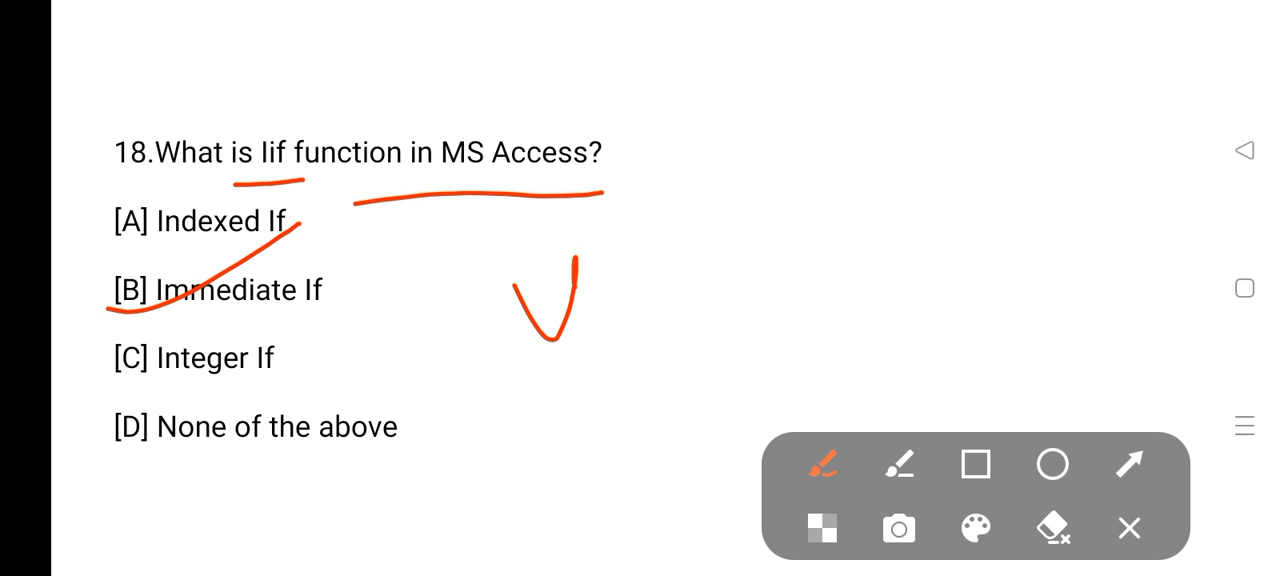 18.What is Iif function in MS Access?
[A] Indexed If
[B] Immediate If
[C] Integer If
[D] None of the above